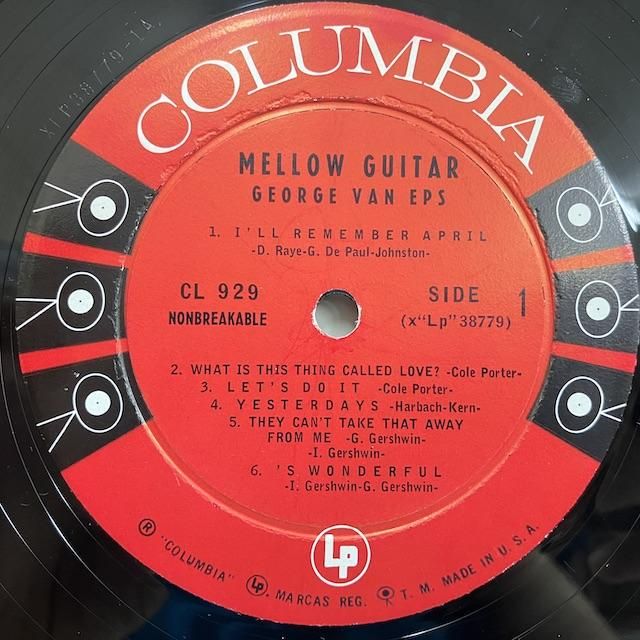 XLP38779-1A
COLUMBIA
MELLOW GUITAR
GEORGE VAN EPS
1. I'LL REMEMBER APRIL
-D. Raye-G. De Paul-Johnston-
CL 929
NONBREAKABLE
SIDE 1
(x"Lp"38779)
2. WHAT IS THIS THING CALLED LOVE? -Cole Porter-
3. LET'S DO IT -Cole Porter-
4. YESTERDAYS -Harbach-Kern-
5. THEY CAN'T TAKE THAT AWAY
FROM ME -G. Gershwin-
-I. Gershwin-
6. 'S WONDERFUL
-I. Gershwin-G. Gershwin-
Lp
® "COLUMBIA" Lp. MARCAS REG. T. M. MADE IN U. S. A.